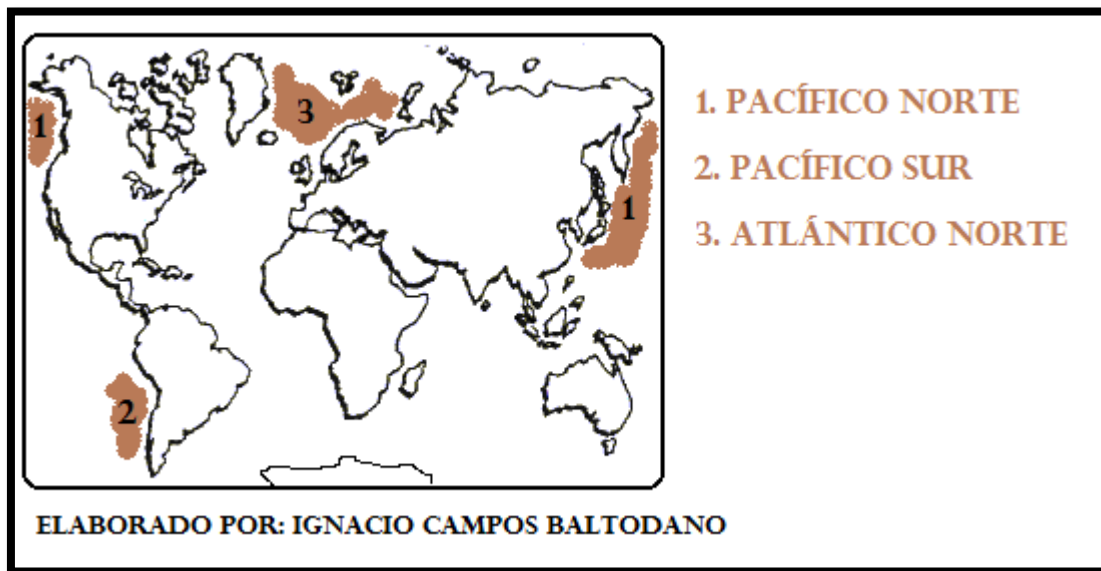 1
3
1
2
1. PACÍFICO NORTE
2. PACÍFICO SUR
3. ATLÁNTICO NORTE
ELABORADO POR: IGNACIO CAMPOS BALTODANO